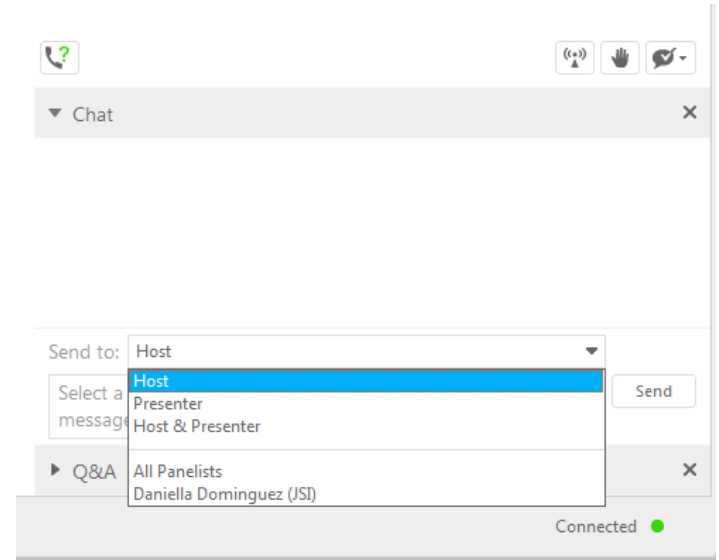 Chat
Send to: Host
Host
Presenter
Host & Presenter
All Panelists
Daniella Dominguez (JSI)
Select a
message
Send
Q&A
Connected